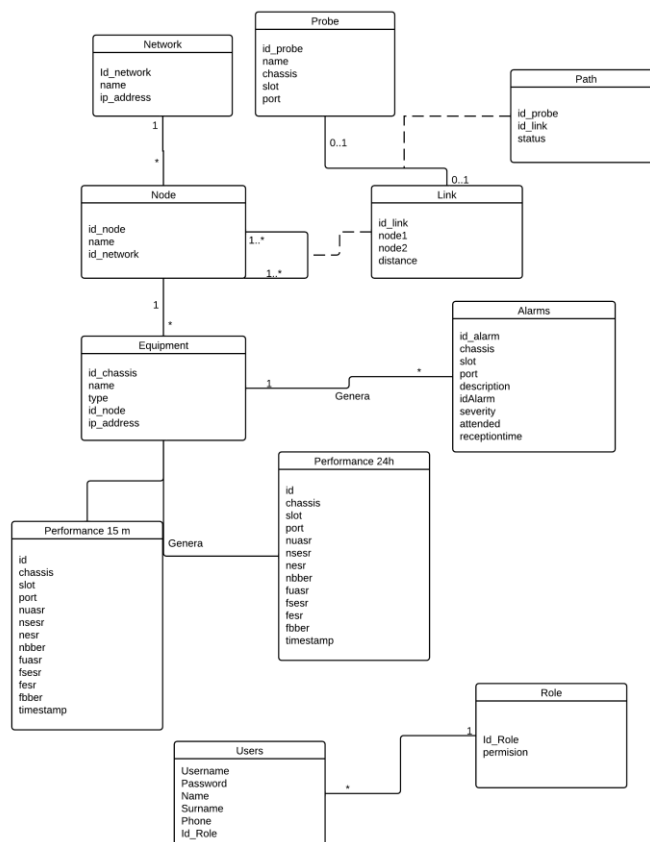 Network
Id_network
name
ip_address
1
*
Probe
id_probe
name
chassis
slot
port
0..1
0..1
Path
id_probe
id_link
status
Node
id_node
name
id_network
1..*
1..*
1
*
Link
id_link
node1
node2
distance
Equipment
id_chassis
name
type
id_node
ip_address
1
*
Genera
Alarms
id_alarm
chassis
slot
port
description
idAlarm
severity
attended
receptiontime
Performance 15 m
id
chassis
slot
port
nuasr
nsesr
nesr
nbber
fuasr
fsesr
fesr
fbber
timestamp
Genera
Performance 24h
id
chassis
slot
port
nuasr
nsesr
nesr
nbber
fuasr
fsesr
fesr
fbber
timestamp
Role
Id_Role
permision
1
*
Users
Username
Password
Name
Surname
Phone
Id_Role